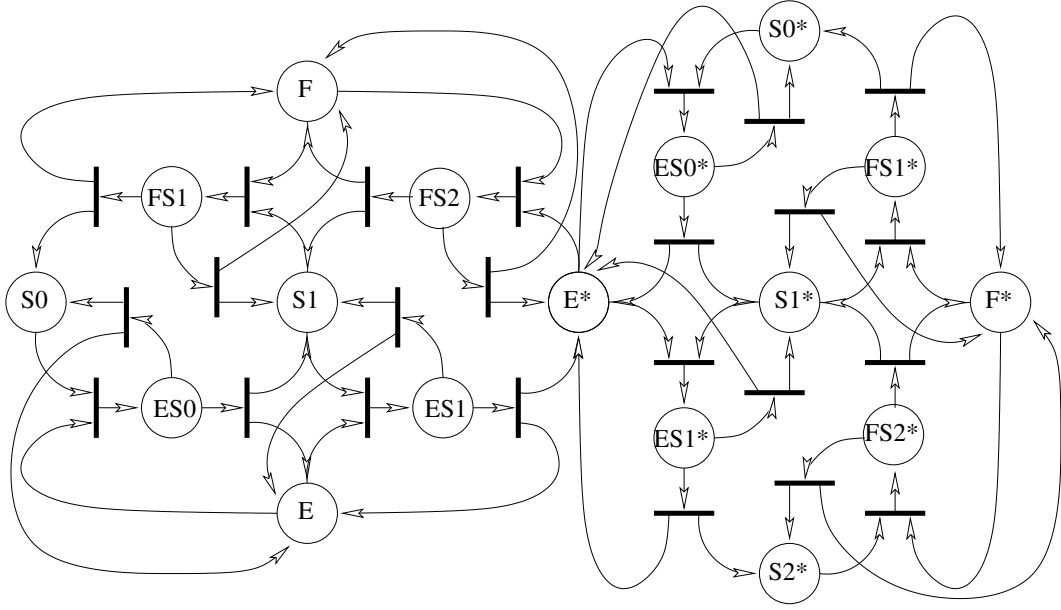 S0*
F
ES0*
FS1*
FS1
FS2
S0
S1
E*
S1*
F*
ES0
ES1
ES1*
FS2*
E
S2*